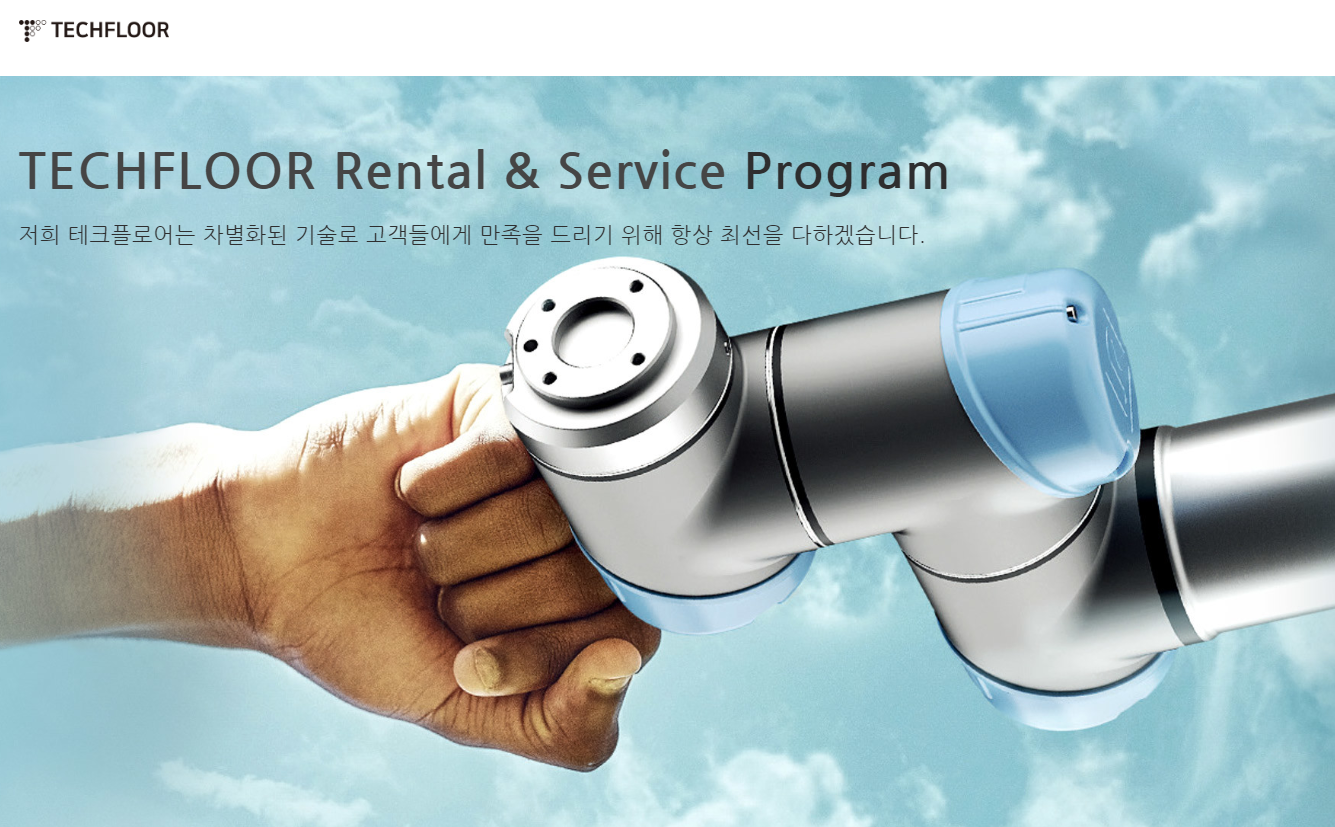 TECHFLOOR
TECHFLOOR Rental & Service Program
저희 테크플로어는 차별화된 기술로 고객들에게 만족을 드리기 위해 항상 최선을 다하겠습니다.